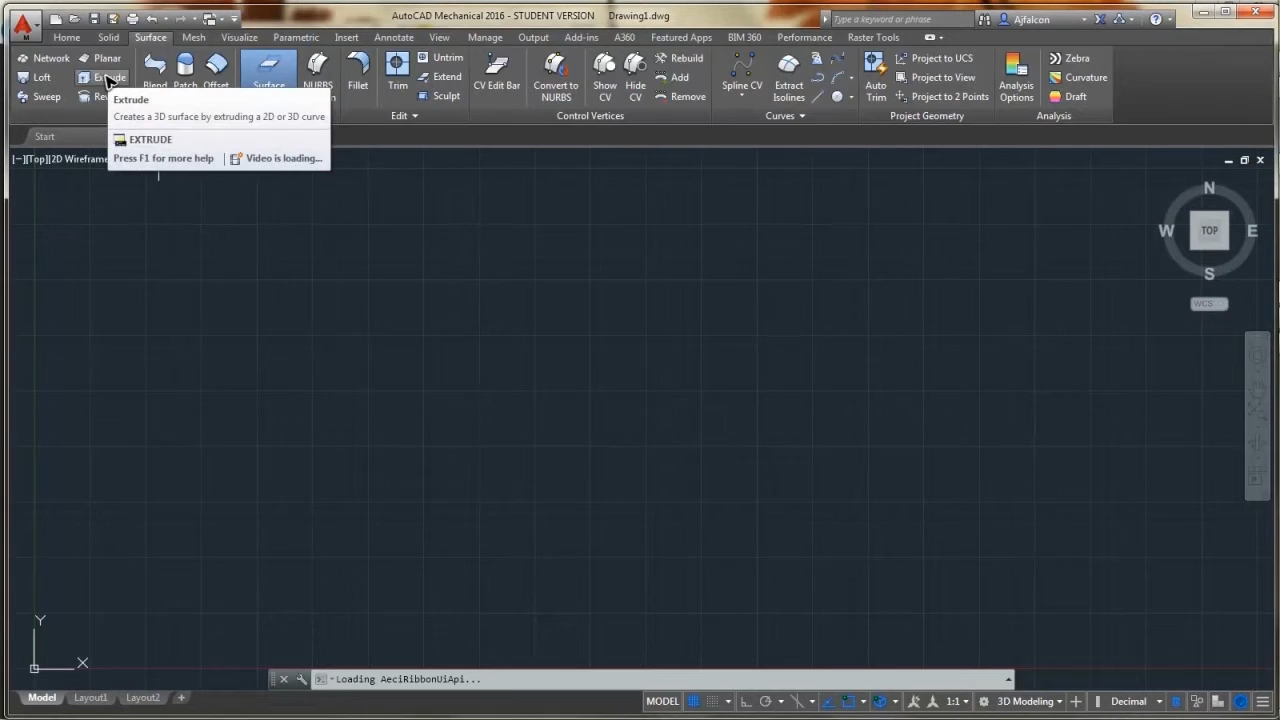 AutoCAD Mechanical 2016 - STUDENT VERSION Drawing1.dwg
Type a keyword or phrase
Ajfalcon
Home Solid Surface Mesh Visualize Parametric Insert Annotate View Manage Output Add-ins A360 Featured Apps BIM 360 Express Tools Raster Tools
Network Planar
Loft Extrude
Sweep Rev
Blend Patch Offset
Surface
NURBS
Fillet
Trim
Untrim
Extend
Sculpt
Edit
CV Edit Bar
Convert to
NURBS
Show
CV
Hide
CV
Rebuild
Add
Remove
Control Vertices
Spline CV
Extract
Isolines
Curves
Auto
Trim
Project to UCS
Project to View
Project to 2 Points
Project Geometry
Analysis
Options
Zebra
Curvature
Draft
Analysis
Extrude
Creates a 3D surface by extruding a 2D or 3D curve
EXTRUDE
Press F1 for more help Video is loading...
Start
[−][Top][2D Wireframe
N
W TOP E
S
WCS
Y
X
Loading AeciRibbonUiApi...
Model Layout1 Layout2 +
MODEL 1:1 3D Modeling Decimal